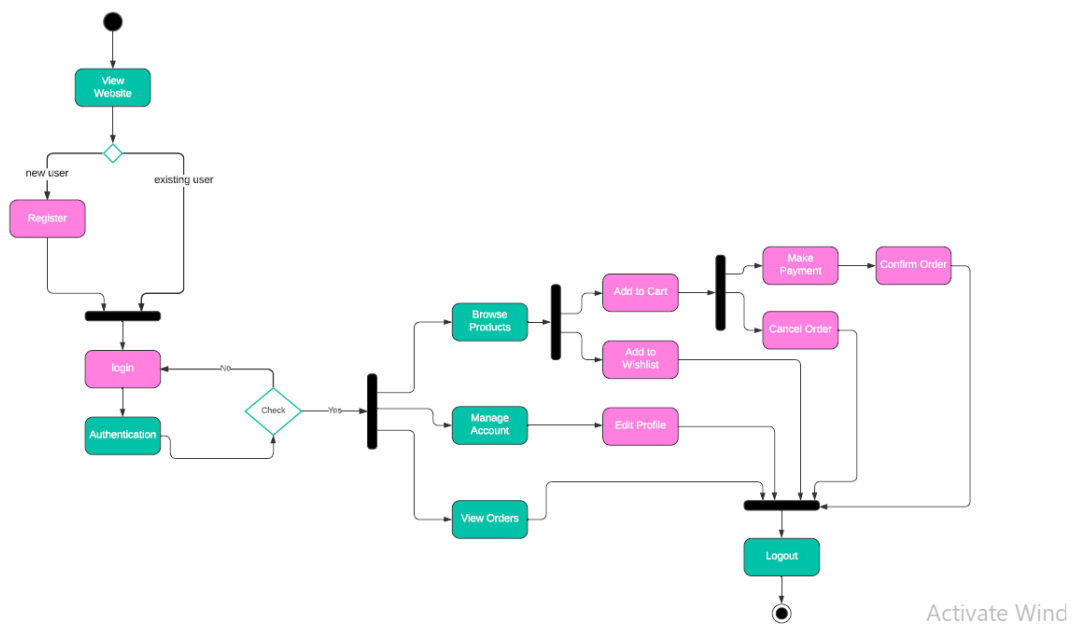 View
Website
new user
existing user
Register
login
No
Authentication
Check
Yes
Browse
Products
Manage
Account
View Orders
Add to Cart
Add to
Wishlist
Edit Profile
Make
Payment
Confirm Order
Cancel Order
Logout
Activate Wind